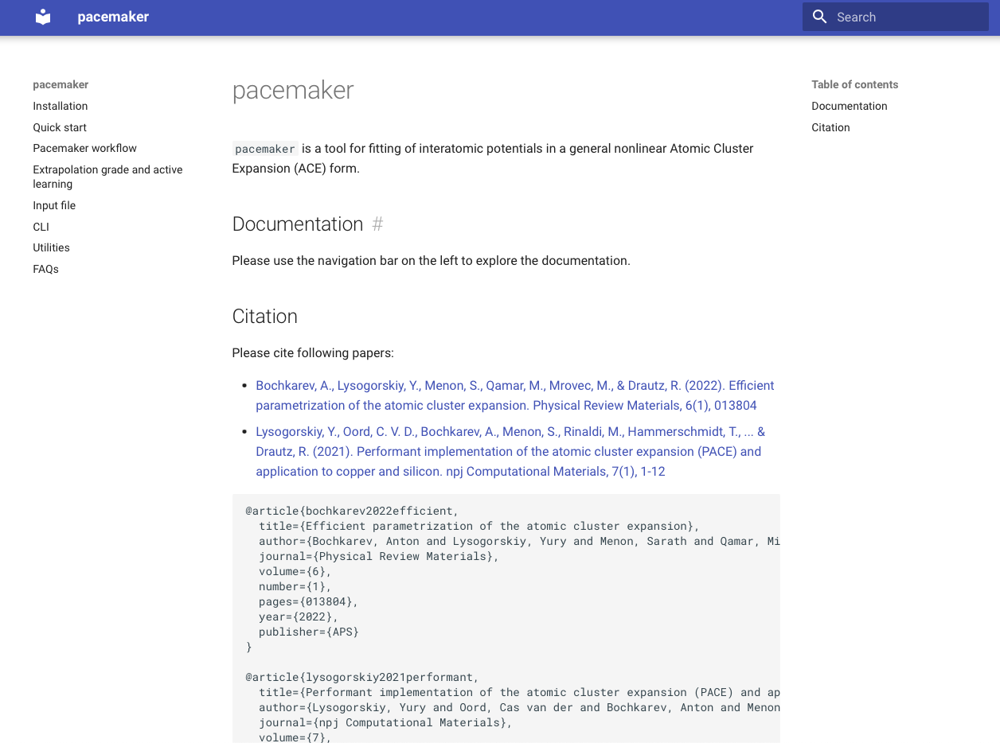 pacemaker
Search
pacemaker
Installation
Quick start
Pacemaker workflow
Extrapolation grade and active
learning
Input file
CLI
Utilities
FAQs
pacemaker
pacemaker is a tool for fitting of interatomic potentials in a general nonlinear Atomic Cluster
Expansion (ACE) form.
Documentation #
Please use the navigation bar on the left to explore the documentation.
Citation
Please cite following papers:
• Bochkarev, A., Lysogorskiy, Y., Menon, S., Qamar, M., Mrovec, M., & Drautz, R. (2022). Efficient
parametrization of the atomic cluster expansion. Physical Review Materials, 6(1), 013804
• Lysogorskiy, Y., Oord, C. V. D., Bochkarev, A., Menon, S., Rinaldi, M., Hammerschmidt, T., ... &
Drautz, R. (2021). Performant implementation of the atomic cluster expansion (PACE) and
application to copper and silicon. npj Computational Materials, 7(1), 1-12
@article{bochkarev2022efficient,
  title={Efficient parametrization of the atomic cluster expansion},
  author={Bochkarev, Anton and Lysogorskiy, Yury and Menon, Sarath and Qamar, Mi
  journal={Physical Review Materials},
  volume={6},
  number={1},
  pages={013804},
  year={2022},
  publisher={APS}
}
@article{lysogorskiy2021performant,
  title={Performant implementation of the atomic cluster expansion (PACE) and ap
  author={Lysogorskiy, Yury and Oord, Cas van der and Bochkarev, Anton and Menon
  journal={npj Computational Materials},
  volume={7},
Table of contents
Documentation
Citation